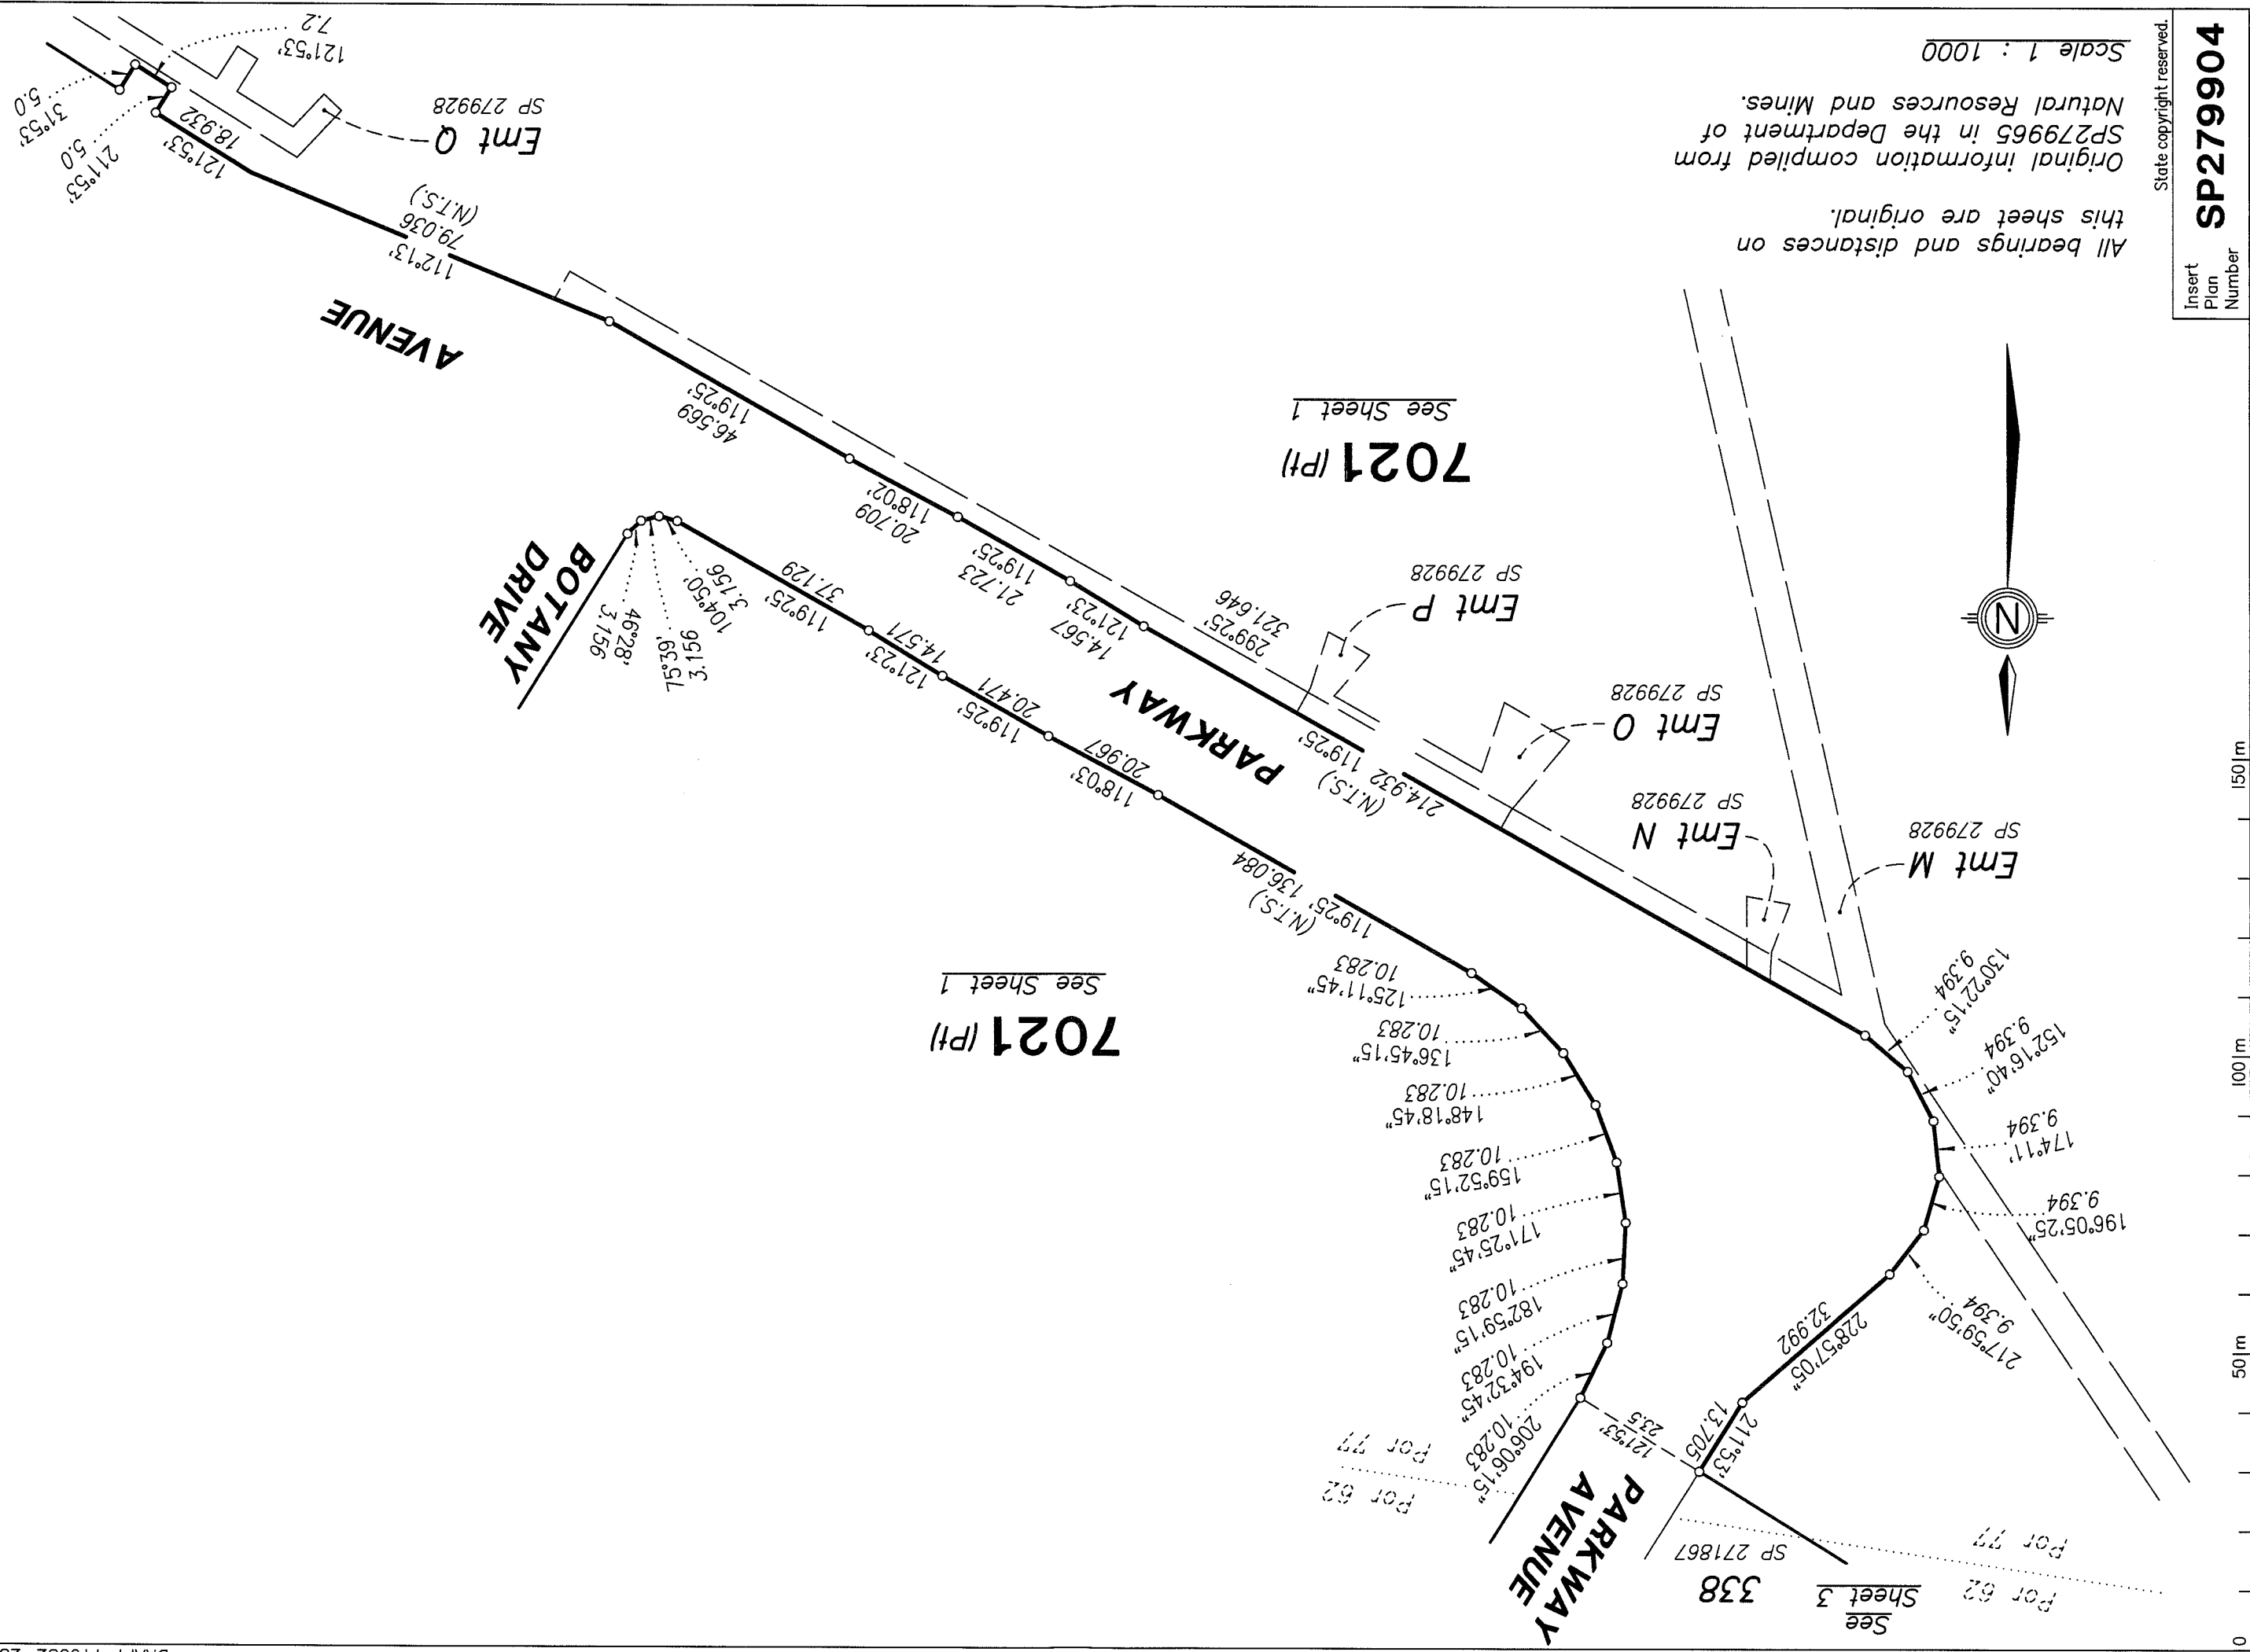 See
Sheet 3
338
SP 271867
Por 62
Por 77
Por 62
Por 77
PARKWAY
AVENUE
121°53'
23.5
211°53'
13.705
228°57'05"
32.992
217°59'50"
9.394
196°05'25"
9.394
174°11'
9.394
152°16'40"
9.394
130°22'15"
9.394
206°06'15"
10.283
194°32'45"
10.283
182°59'15"
10.283
171°25'45"
10.283
159°52'15"
10.283
148°18'45"
10.283
136°45'15"
10.283
125°11'45"
10.283
119°25' 136.084
(N.T.S.)
7021 (Pt)
See Sheet 1
Emt M
SP 279928
Emt N
SP 279928
Emt O
SP 279928
Emt P
SP 279928
214.932 119°25'
(N.T.S.)
PARKWAY
299°25'
321.646
118°03'
20.967
119°25'
20.471
121°23'
14.571
119°25'
37.129
104°50'
3.156
75°39'
3.156
46°28'
3.156
BOTANY
DRIVE
121°23'
14.567
119°25'
21.723
118°02'
20.709
119°25'
46.569
7021 (Pt)
See Sheet 1
AVENUE
112°13'
79.036
(N.T.S.)
121°53'
18.932
211°53'
5.0
31°53'
5.0
121°53'
7.2
Emt Q
SP 279928
N
All bearings and distances on
this sheet are original.
Original information compiled from
SP279965 in the Department of
Natural Resources and Mines.
Scale 1 : 1000
State copyright reserved.
Insert
Plan
Number
SP279904
0
50 m
100 m
150 m